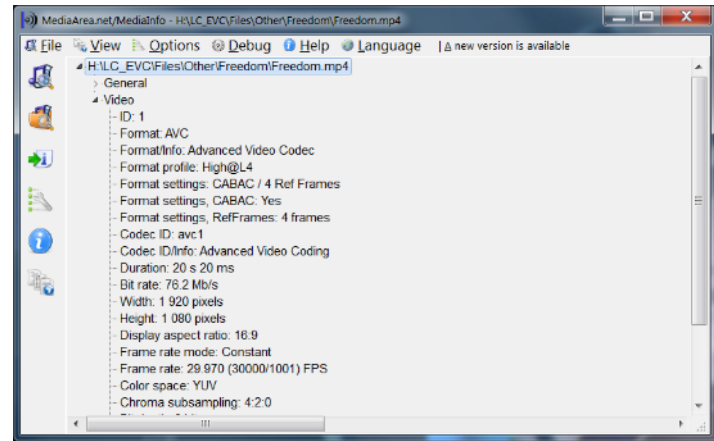 MediaArea.net/MediaInfo - H:\LC_EVC\Files\Other\Freedom\Freedom.mp4
File View Options Debug Help Language | A new version is available
H:\LC_EVC\Files\Other\Freedom\Freedom.mp4
General
Video
ID: 1
Format: AVC
Format/Info: Advanced Video Codec
Format profile: High@L4
Format settings: CABAC / 4 Ref Frames
Format settings, CABAC: Yes
Format settings, RefFrames: 4 frames
Codec ID: avc1
Codec ID/Info: Advanced Video Coding
Duration: 20 s 20 ms
Bit rate: 76.2 Mb/s
Width: 1 920 pixels
Height: 1 080 pixels
Display aspect ratio: 16:9
Frame rate mode: Constant
Frame rate: 29.970 (30000/1001) FPS
Color space: YUV
Chroma subsampling: 4:2:0